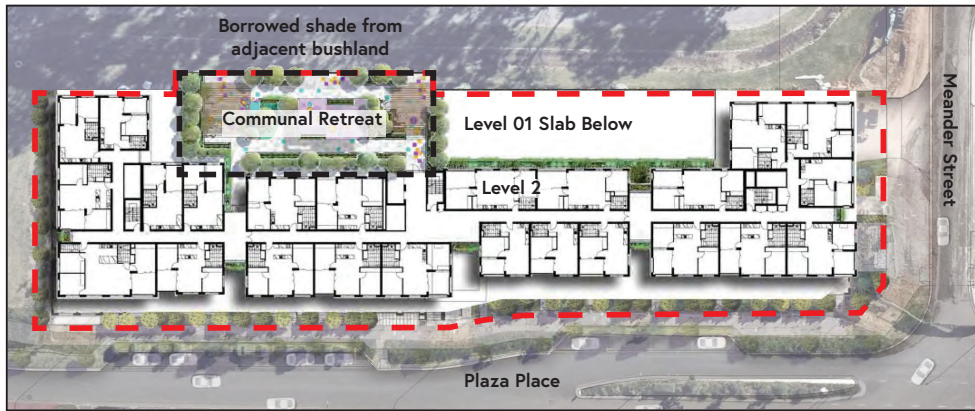 Borrowed shade from
adjacent bushland
Communal Retreat
Level 01 Slab Below
Level 2
Meander Street
Plaza Place